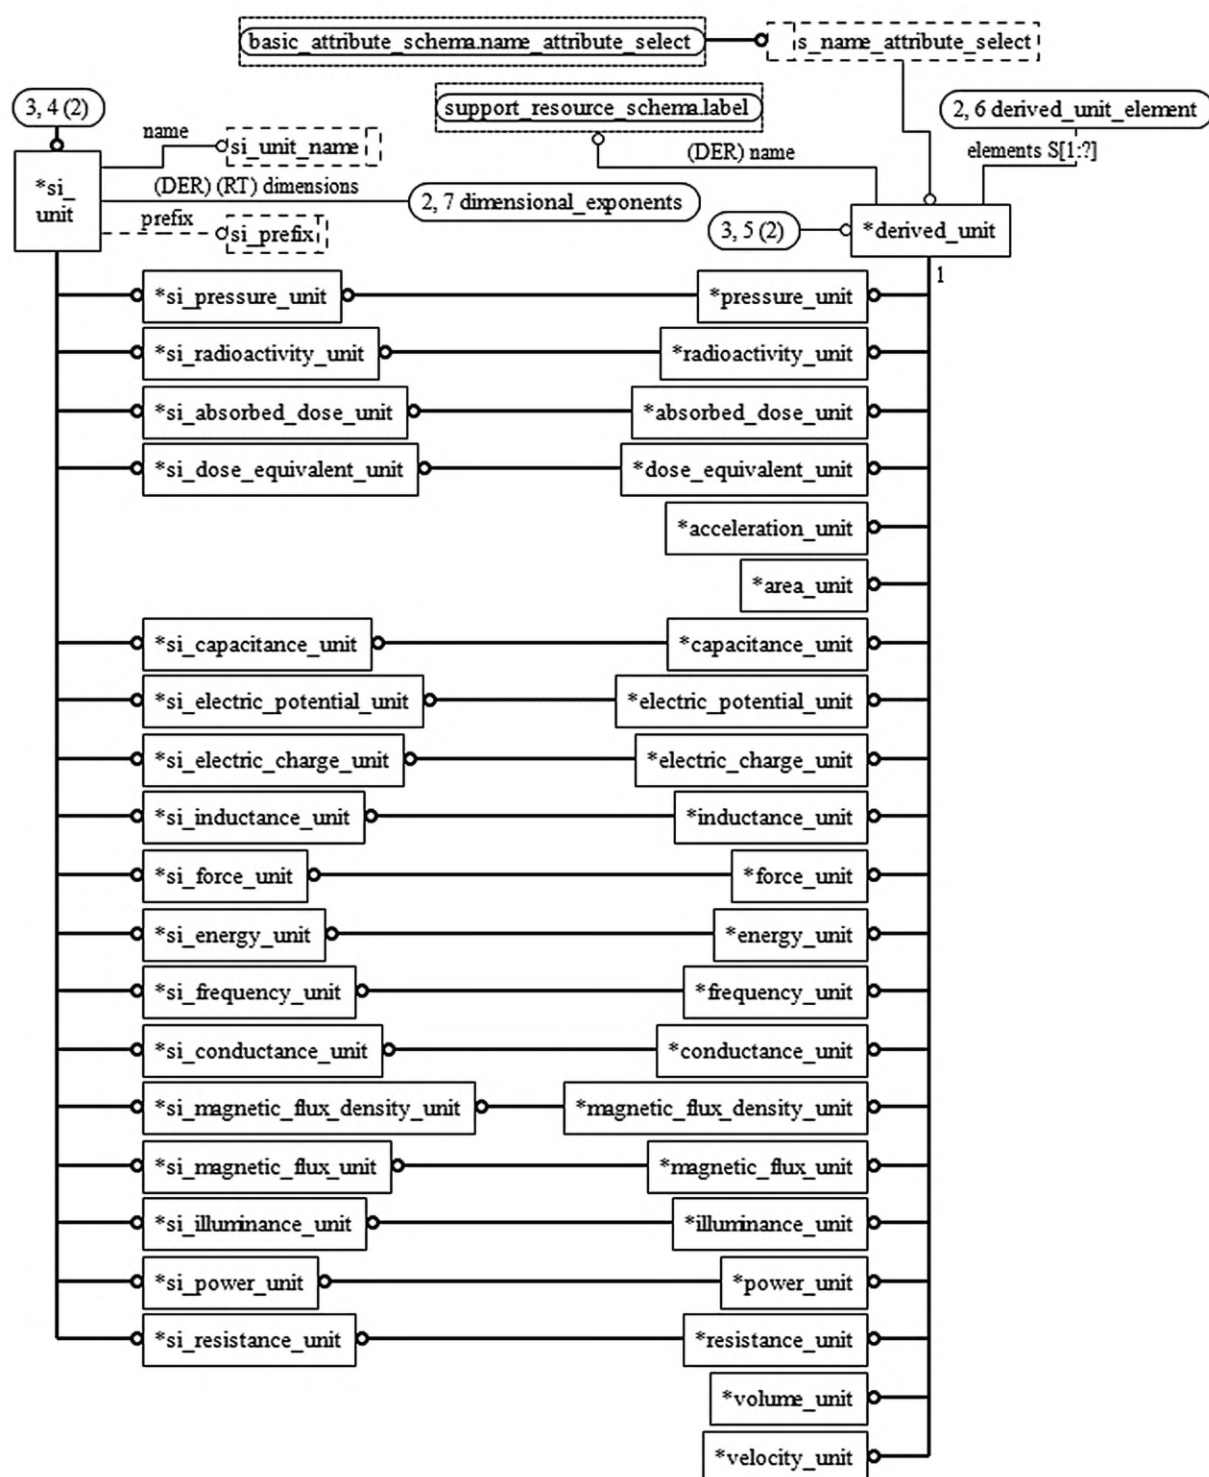 basic_attribute_schema.name_attribute_select
s_name_attribute_select
3, 4 (2)
support_resource_schema.label
2, 6 derived_unit_element
name
si_unit_name
(DER) name
elements S[1:?]
*si_
unit
(DER) (RT) dimensions
2, 7 dimensional_exponents
prefix
si_prefix
3, 5 (2)
*derived_unit
1
*si_pressure_unit
*pressure_unit
*si_radioactivity_unit
*radioactivity_unit
*si_absorbed_dose_unit
*absorbed_dose_unit
*si_dose_equivalent_unit
*dose_equivalent_unit
*acceleration_unit
*area_unit
*si_capacitance_unit
*capacitance_unit
*si_electric_potential_unit
*electric_potential_unit
*si_electric_charge_unit
*electric_charge_unit
*si_inductance_unit
*inductance_unit
*si_force_unit
*force_unit
*si_energy_unit
*energy_unit
*si_frequency_unit
*frequency_unit
*si_conductance_unit
*conductance_unit
*si_magnetic_flux_density_unit
*magnetic_flux_density_unit
*si_magnetic_flux_unit
*magnetic_flux_unit
*si_illuminance_unit
*illuminance_unit
*si_power_unit
*power_unit
*si_resistance_unit
*resistance_unit
*volume_unit
*velocity_unit